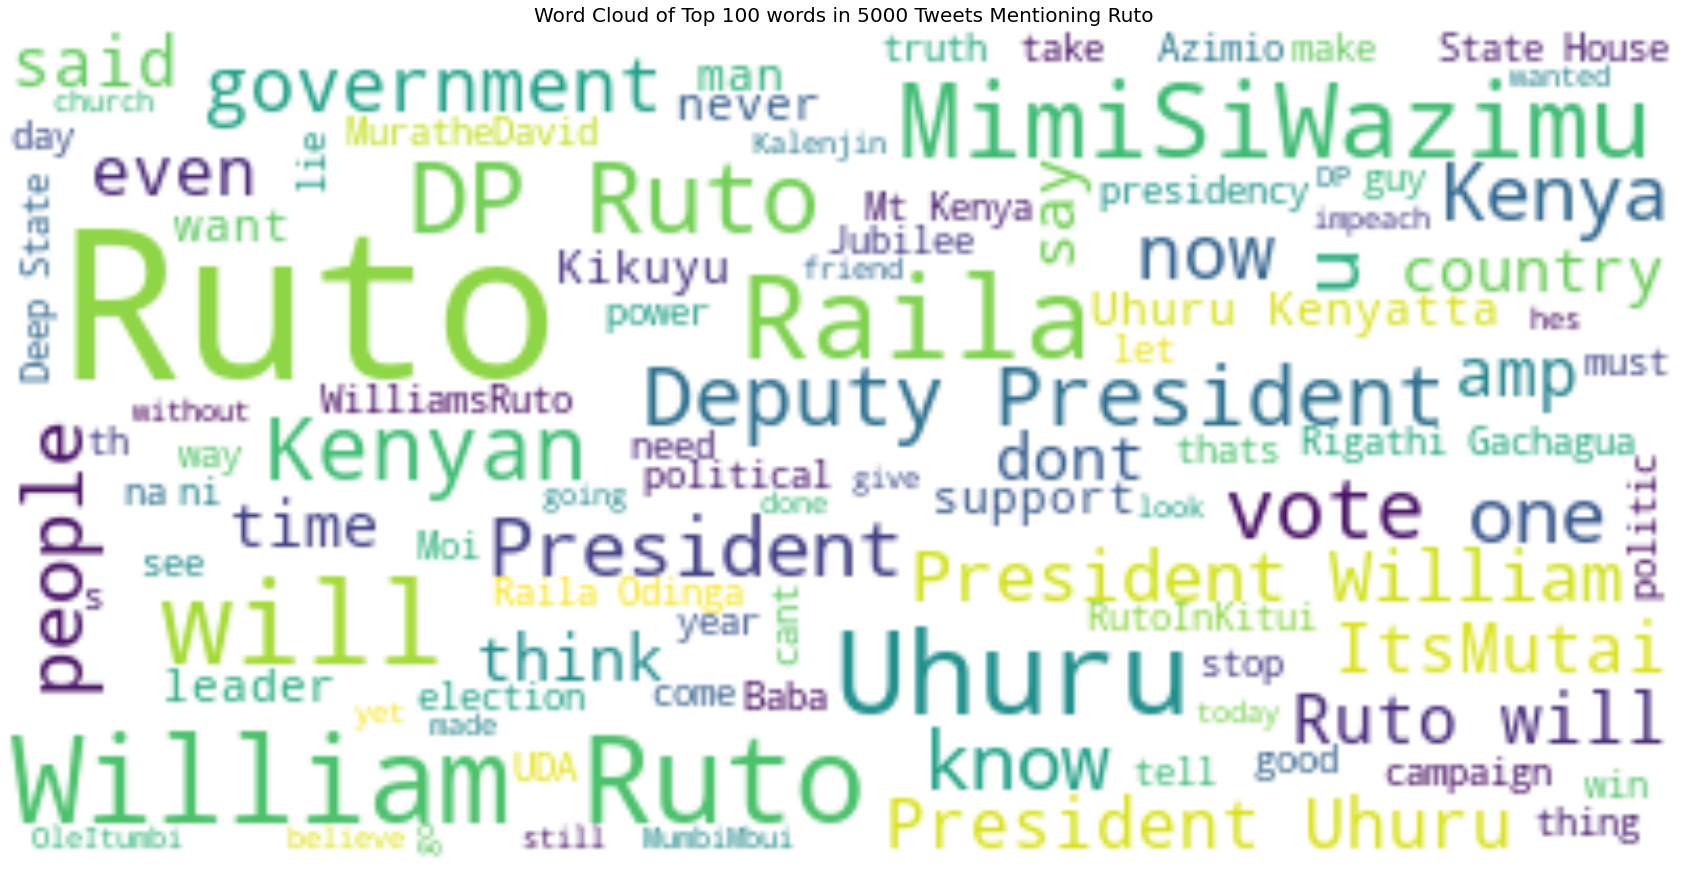 Word Cloud of Top 100 words in 5000 Tweets Mentioning Ruto
said
government
man
truth
take
Azimio
make
State House
church
never
wanted
MimiSiWazimu
day
even
lie
MuratheDavid
Kalenjin
DP Ruto
say
presidency
DP
guy
Kenya
Deep State
want
Mt Kenya
impeach
Ruto
Kikuyu
Jubilee
friend
now
u
country
power
Raila
Uhuru Kenyatta
hes
let
Deputy President
amp
must
without
WilliamsRuto
people
th
way
Kenyan
need
dont
thats
Rigathi Gachagua
na
ni
political
give
going
done
support
look
vote
one
politic
time
Moi
President
see
s
will
Raila Odinga
cant
President William
year
RutoInKitui
think
Uhuru
stop
ItsMutai
leader
election
come
Baba
yet
made
today
Ruto will
William Ruto
UDA
know
tell
good
campaign
win
President Uhuru
thing
OleItumbi
believe
go
still
MumbiMbui